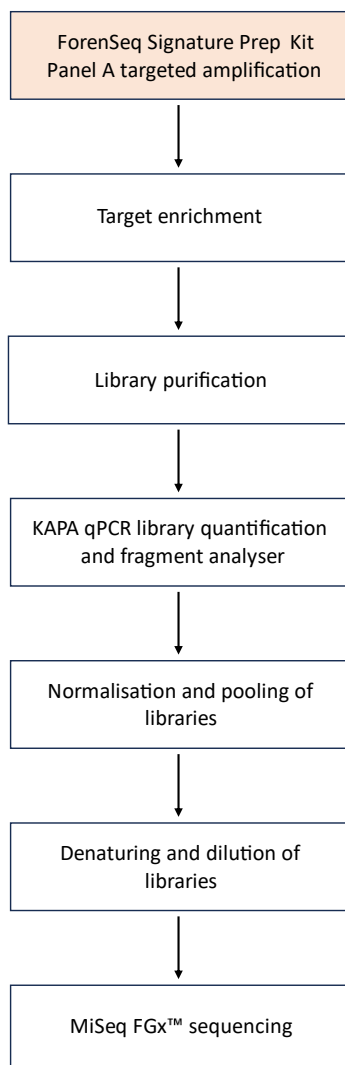 ForenSeq Signature Prep Kit
Panel A targeted amplification
Target enrichment
Library purification
KAPA qPCR library quantification
and fragment analyser
Normalisation and pooling of
libraries
Denaturing and dilution of
libraries
MiSeq FGx™ sequencing